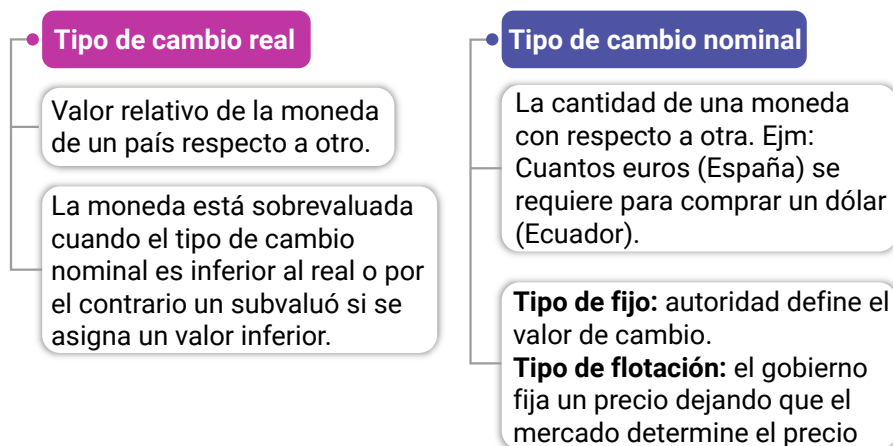 Tipo de cambio real
Valor relativo de la moneda
de un país respecto a otro.
La moneda está sobrevaluada
cuando el tipo de cambio
nominal es inferior al real o por
el contrario un subvaluó si se
asigna un valor inferior.
Tipo de cambio nominal
La cantidad de una moneda
con respecto a otra. Ejm:
Cuantos euros (España) se
requiere para comprar un dólar
(Ecuador).
Tipo de fijo: autoridad define el
valor de cambio.
Tipo de flotación: el gobierno
fija un precio dejando que el
mercado determine el precio